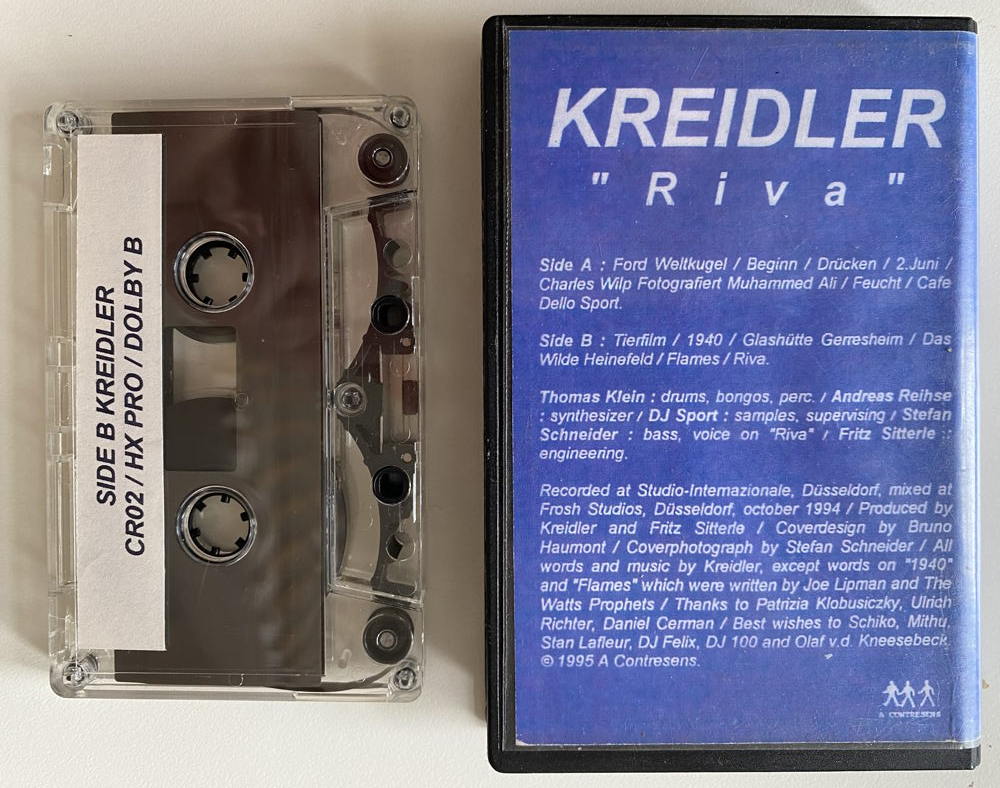 SIDE B KREIDLER
CR02 / HX PRO / DOLBY B
KREIDLER
" R i v a "
Side A : Ford Weltkugel / Beginn / Drücken / 2.Juni /
Charles Wilp Fotografiert Muhammed Ali / Feucht / Cafe
Dello Sport.
Side B : Tierfilm / 1940 / Glashütte Gerresheim / Das
Wilde Heinefeld / Flames / Riva.
Thomas Klein : drums, bongos, perc. / Andreas Reihse
: synthesizer / DJ Sport : samples, supervising / Stefan
Schneider : bass, voice on "Riva" / Fritz Sitterle :
engineering.
Recorded at Studio-Internazionale, Düsseldorf, mixed at
Frosh Studios, Düsseldorf, october 1994 / Produced by
Kreidler and Fritz Sitterle / Coverdesign by Bruno
Haumont / Coverphotograph by Stefan Schneider / All
words and music by Kreidler, except words on "1940"
and "Flames" which were written by Joe Lipman and The
Watts Prophets / Thanks to Patrizia Klobusiczky, Ulrich
Richter, Daniel Cerman / Best wishes to Schiko, Mithu,
Stan Lafleur, DJ Felix, DJ 100 and Olaf v.d. Kneesebeck.
© 1995 A Contresens.
A CONTRESENS